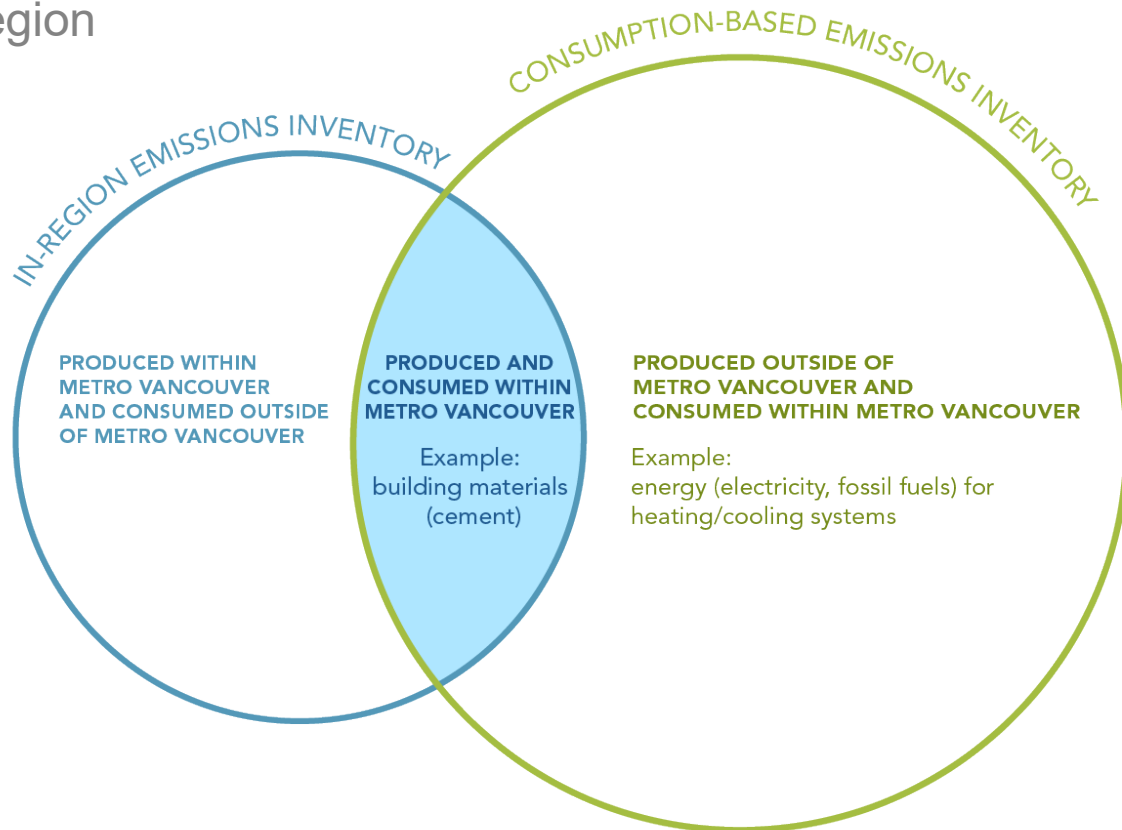 egion
CONSUMPTION-BASED EMISSIONS INVENTORY
IN-REGION EMISSIONS INVENTORY
PRODUCED WITHIN
METRO VANCOUVER
AND CONSUMED OUTSIDE
OF METRO VANCOUVER
PRODUCED AND
CONSUMED WITHIN
METRO VANCOUVER
Example:
building materials
(cement)
PRODUCED OUTSIDE OF
METRO VANCOUVER AND
CONSUMED WITHIN METRO VANCOUVER
Example:
energy (electricity, fossil fuels) for
heating/cooling systems